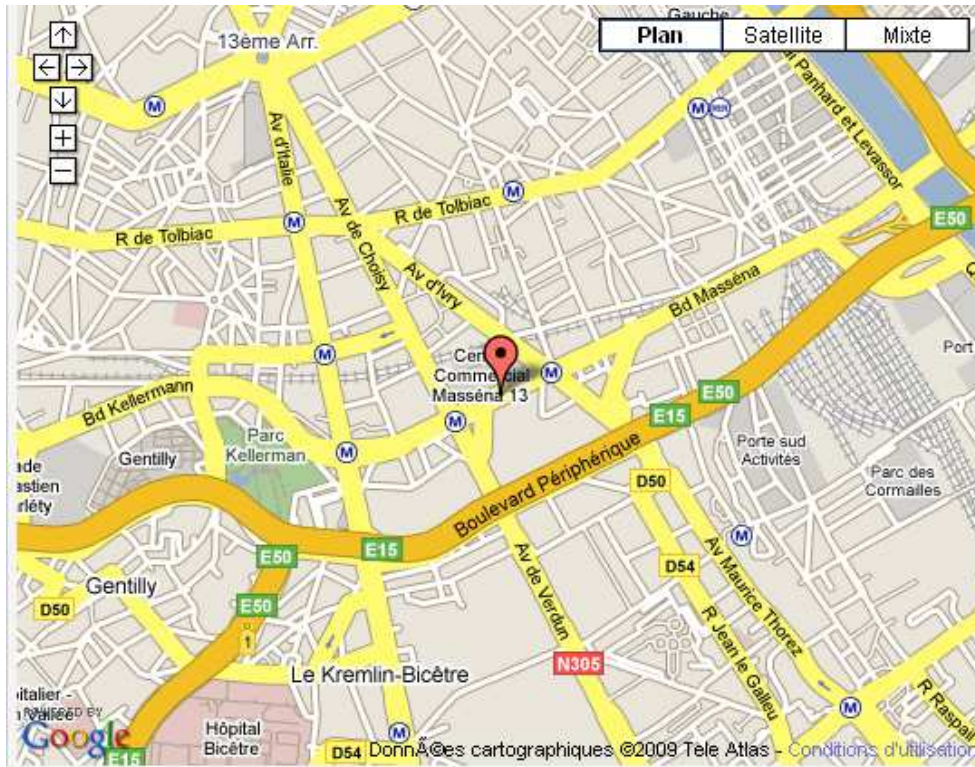 Gauche
Plan
Satellite
Mixte
13ème Arr.
M
M
M
RER
Panhard et Levassor
Av d'Italie
Av de Choisy
M
M
R de Tolbiac
R de Tolbiac
E50
Av d'Ivry
Bd Masséna
M
Port
Centre
Commercial
Masséna 13
M
E50
Bd Kellermann
M
E15
Parc
Kellerman
M
Gentilly
Porte sud
Activités
Boulevard Périphérique
D50
Parc des
Cormailles
M
E50
E15
D54
Av de Verdun
Av Maurice Thorez
R Jean le Galleu
Gentilly
D50
E50
1
N305
Le Kremlin-Bicêtre
R Raspail
M
POWERED BY
Google
E15
Hôpital
Bicêtre
M
D54
DonnÃ©es cartographiques ©2009 Tele Atlas - Conditions d'utilisation